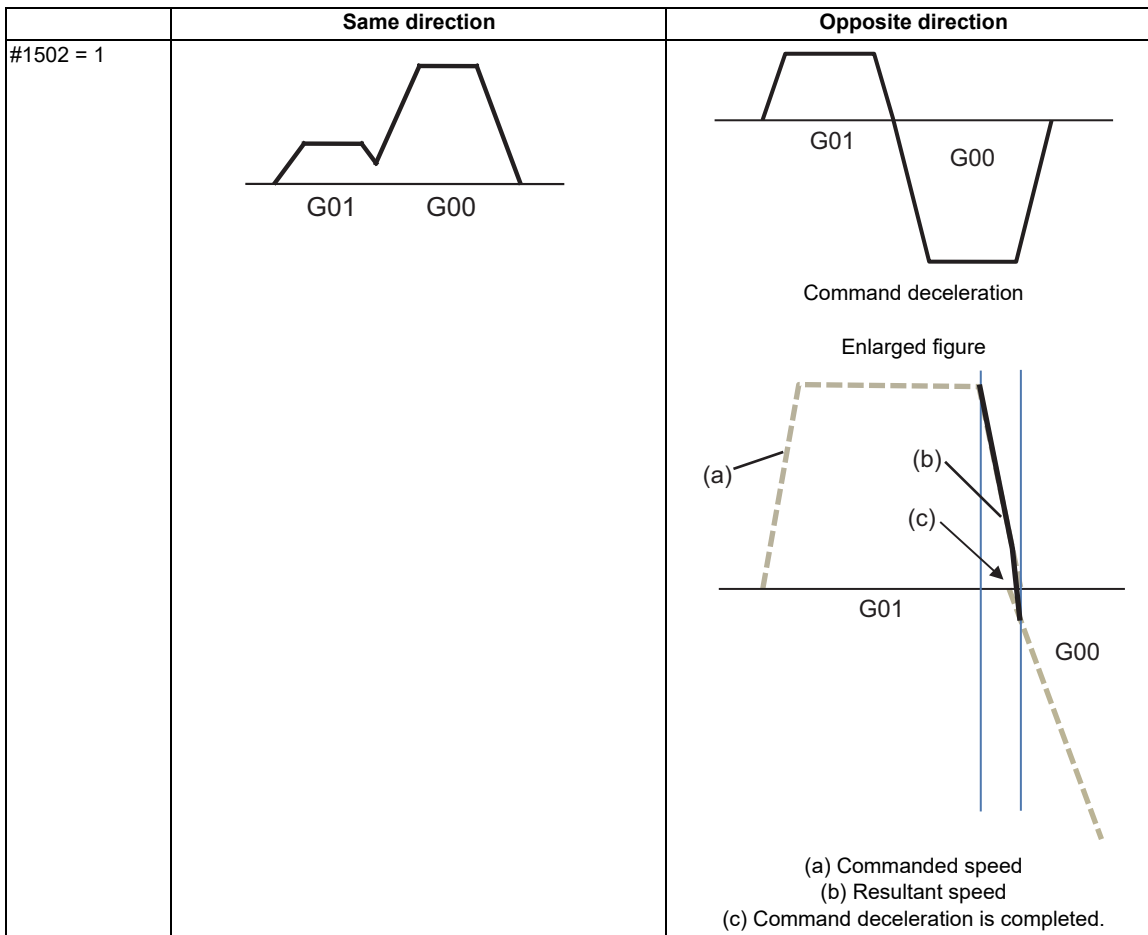 Same direction
Opposite direction
#1502 = 1
G01
G00
G01
G00
Command deceleration
Enlarged figure
(a)
(b)
(c)
G01
G00
(a) Commanded speed
(b) Resultant speed
(c) Command deceleration is completed.